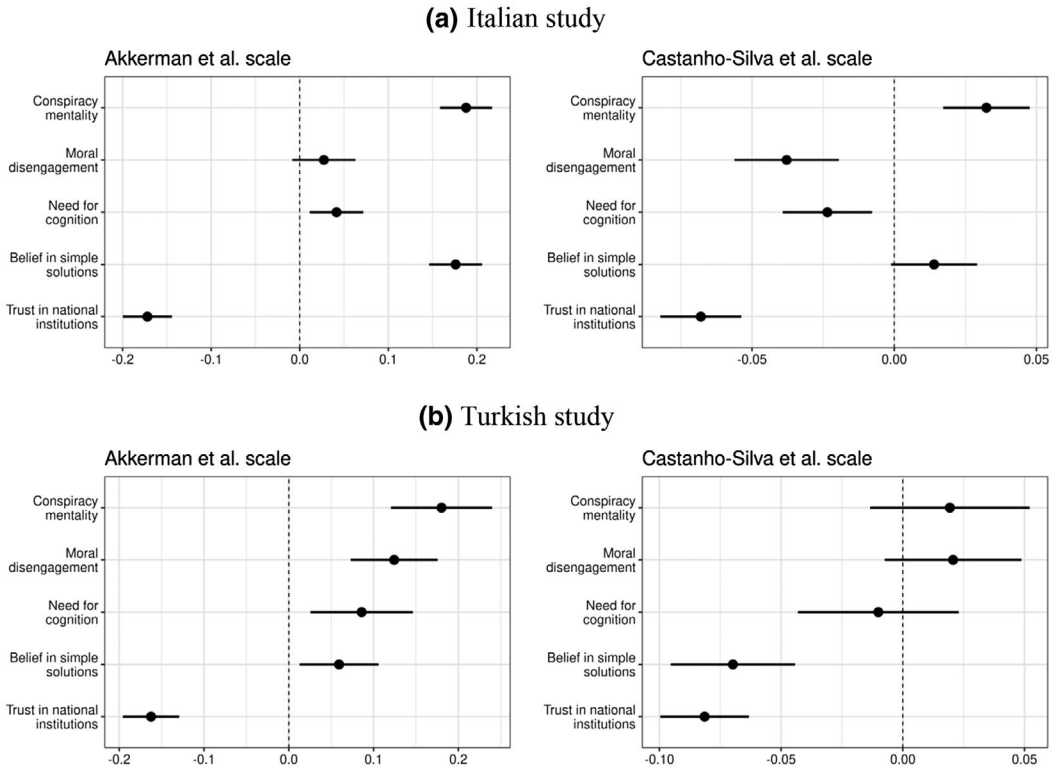 (a) Italian study
Akkerman et al. scale
Conspiracy
mentality
Moral
disengagement
Need for
cognition
Belief in simple
solutions
Trust in national
institutions
-0.2 -0.1 0.0 0.1 0.2
Castanho-Silva et al. scale
Conspiracy
mentality
Moral
disengagement
Need for
cognition
Belief in simple
solutions
Trust in national
institutions
-0.05 0.00 0.05
(b) Turkish study
Akkerman et al. scale
Conspiracy
mentality
Moral
disengagement
Need for
cognition
Belief in simple
solutions
Trust in national
institutions
-0.2 -0.1 0.0 0.1 0.2
Castanho-Silva et al. scale
Conspiracy
mentality
Moral
disengagement
Need for
cognition
Belief in simple
solutions
Trust in national
institutions
-0.10 -0.05 0.00 0.05